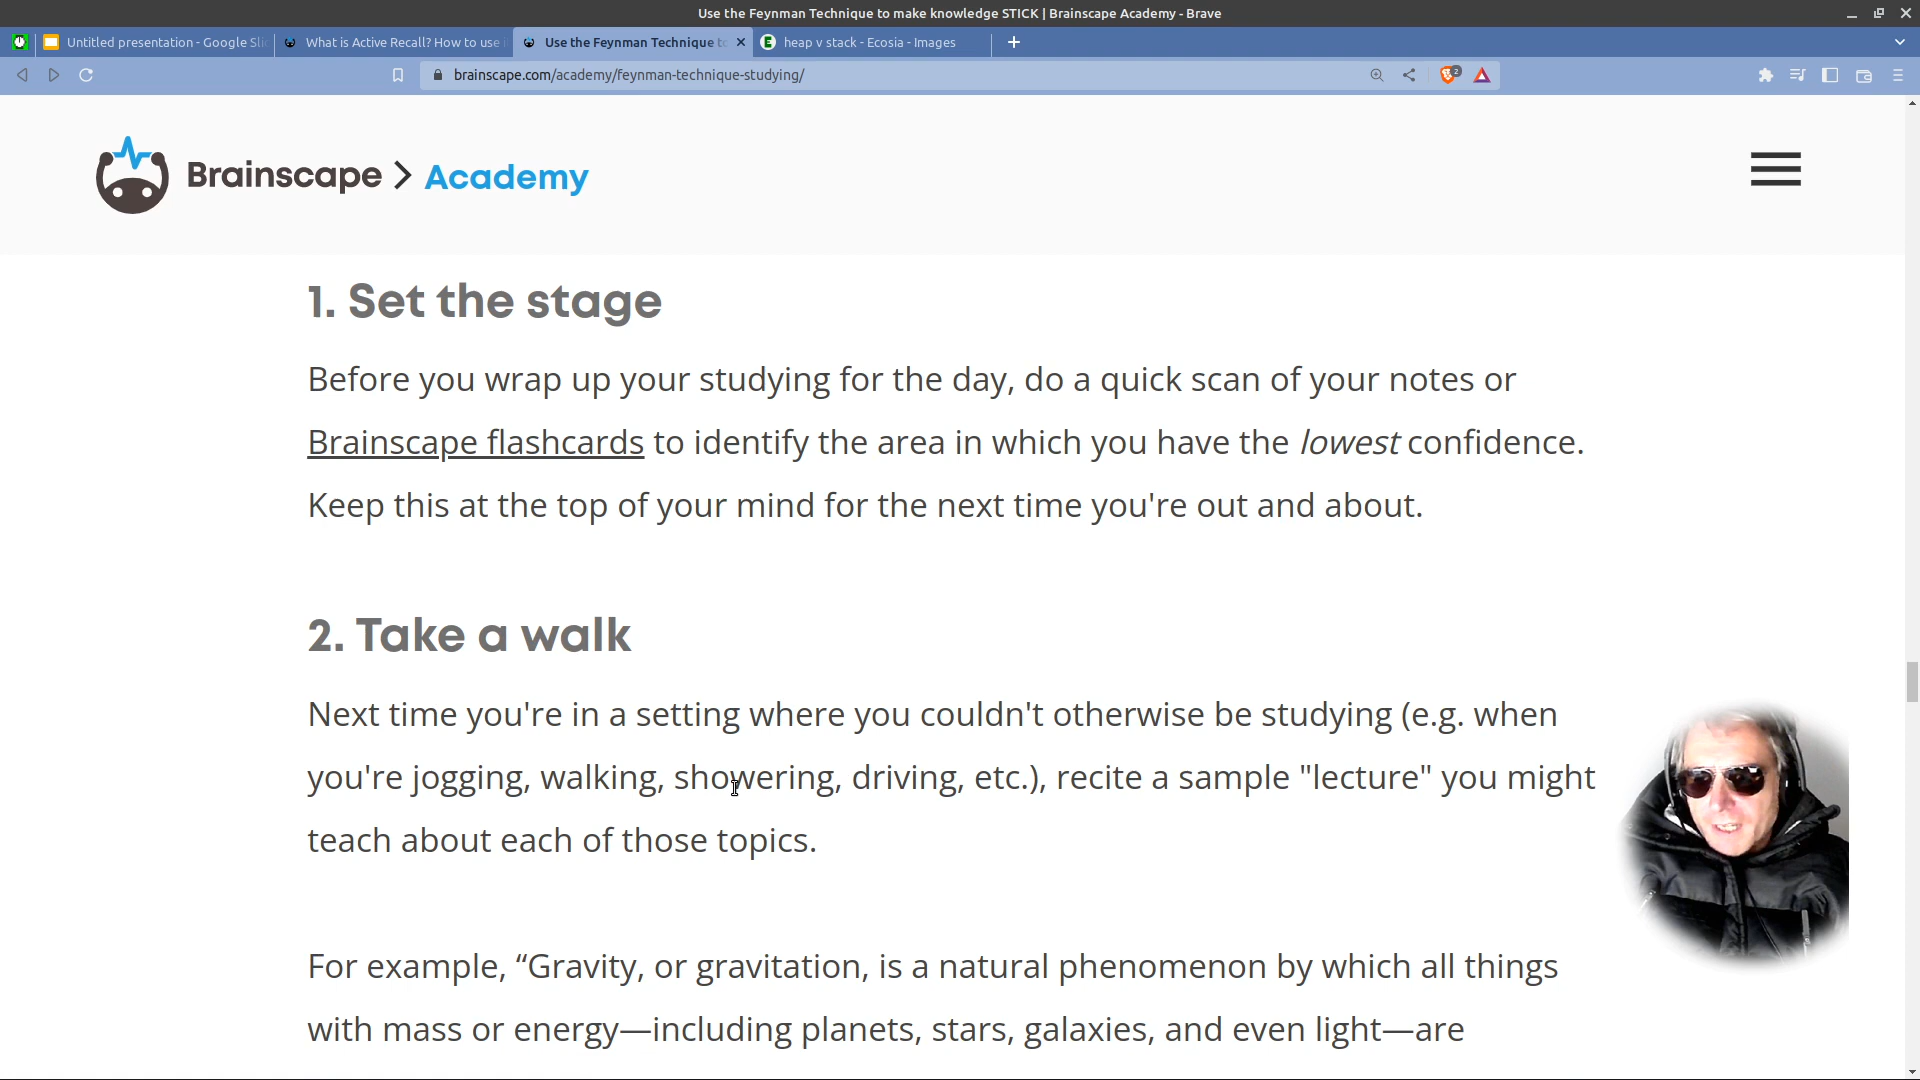 Use the Feynman Technique to make knowledge STICK | Brainscape Academy - Brave
Untitled presentation - Google Sli
What is Active Recall? How to use i
Use the Feynman Technique to
heap v stack - Ecosia - Images
brainscape.com/academy/feynman-technique-studying/
2
Brainscape > Academy
1. Set the stage
Before you wrap up your studying for the day, do a quick scan of your notes or
Brainscape flashcards to identify the area in which you have the lowest confidence.
Keep this at the top of your mind for the next time you're out and about.
2. Take a walk
Next time you're in a setting where you couldn't otherwise be studying (e.g. when
you're jogging, walking, showering, driving, etc.), recite a sample "lecture" you might
teach about each of those topics.
For example, “Gravity, or gravitation, is a natural phenomenon by which all things
with mass or energy—including planets, stars, galaxies, and even light—are